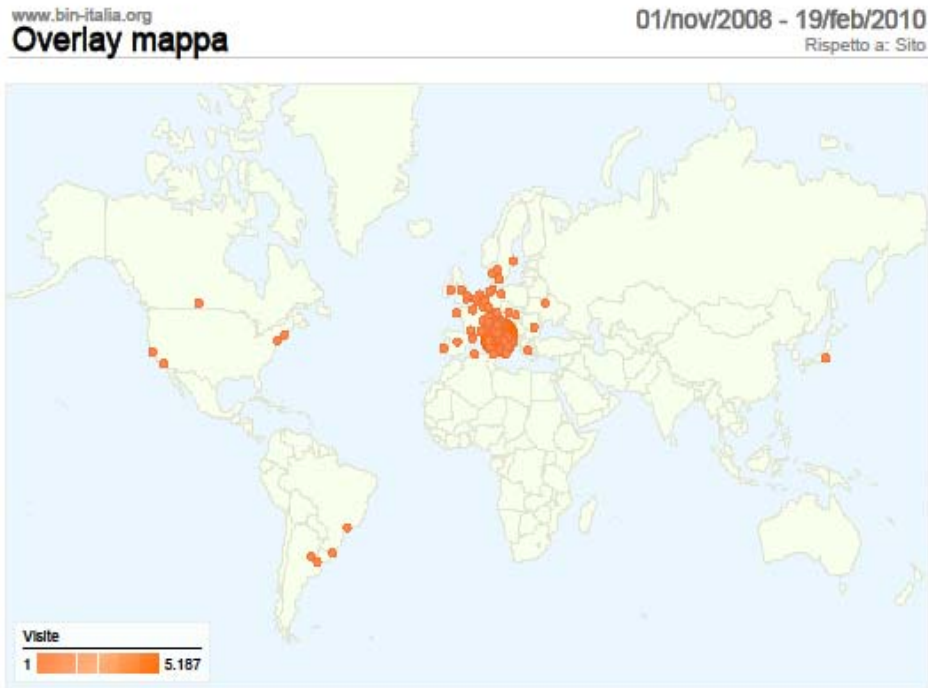 www.bin-italia.org
Overlay mappa
01/nov/2008 - 19/feb/2010
Rispetto a: Sito
Visite
1 5.187